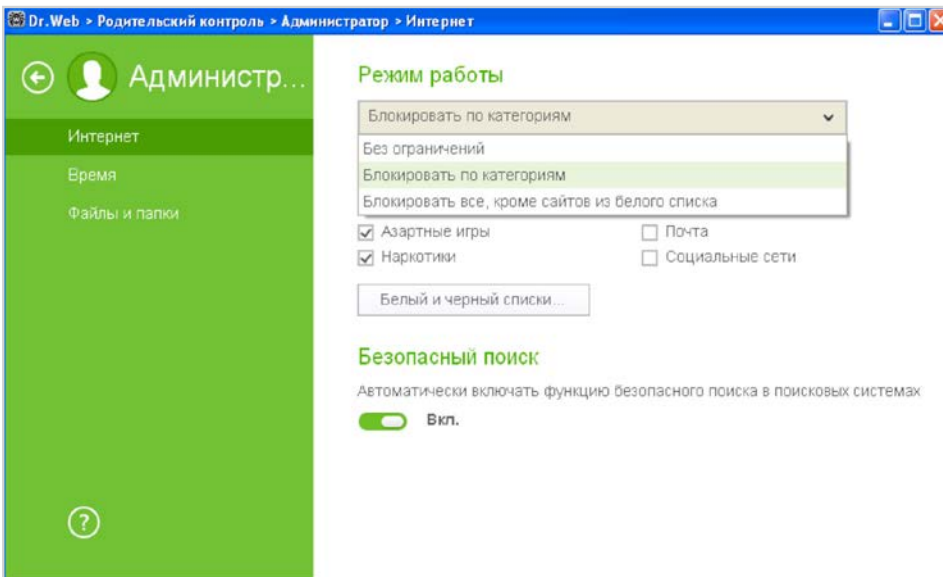 Dr.Web > Родительский контроль > Администратор > Интернет
Администр...
Интернет
Время
Файлы и папки
Режим работы
Блокировать по категориям
Без ограничений
Блокировать по категориям
Блокировать все, кроме сайтов из белого списка
Азартные игры
Почта
Наркотики
Социальные сети
Белый и черный списки...
Безопасный поиск
Автоматически включать функцию безопасного поиска в поисковых системах
Вкл.
?